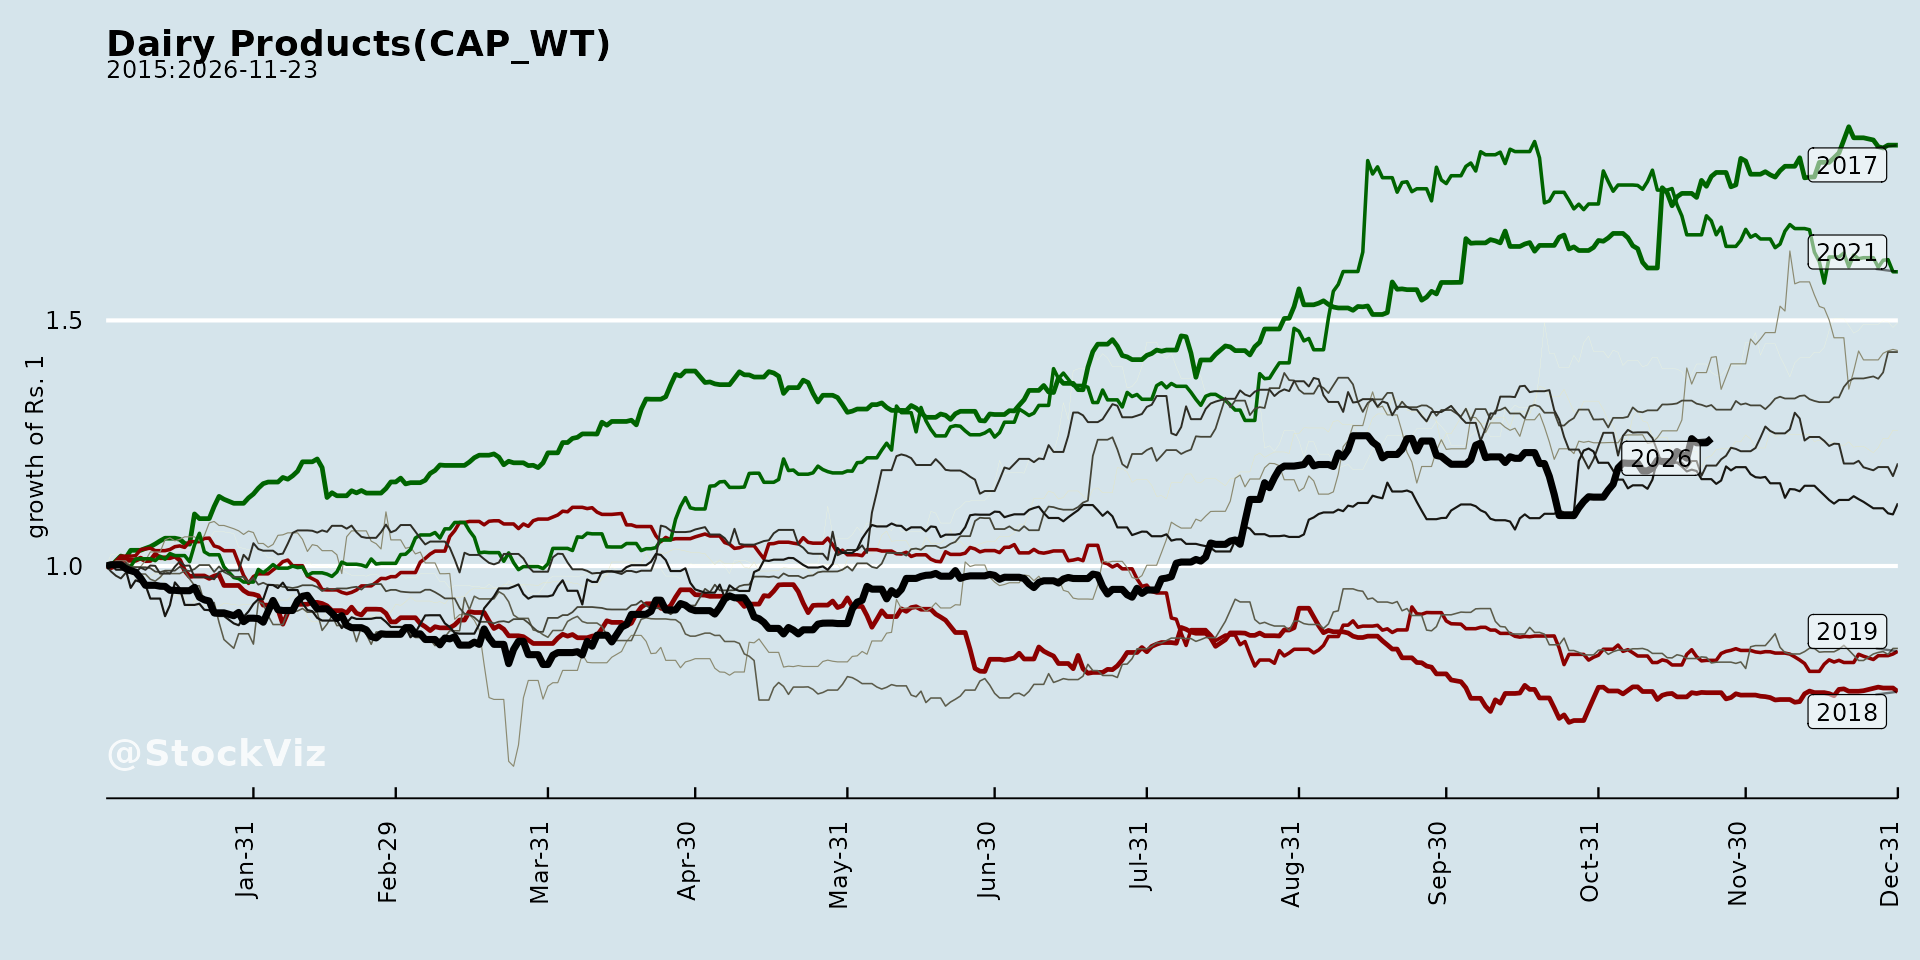 Dairy Products(CAP_WT)
2015:2026-11-23
growth of Rs. 1
1.5
1.0
2017
2021
2026
2019
2018
@StockViz
Jan-31
Feb-29
Mar-31
Apr-30
May-31
Jun-30
Jul-31
Aug-31
Sep-30
Oct-31
Nov-30
Dec-31